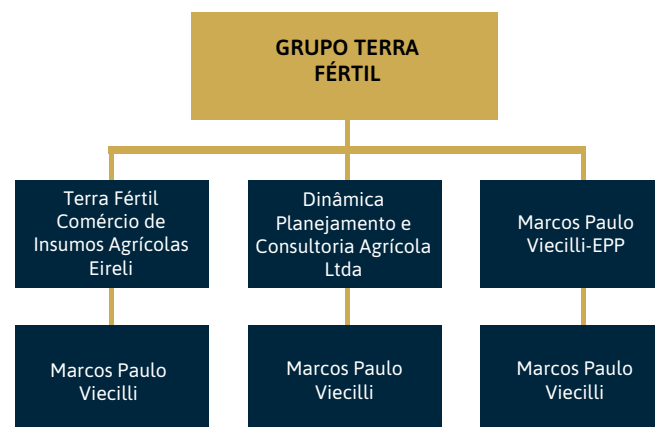 GRUPO TERRA
FÉRTIL
Terra Fértil
Comércio de
Insumos Agrícolas
Eireli
Dinâmica
Planejamento e
Consultoria Agrícola
Ltda
Marcos Paulo
Viecilli-EPP
Marcos Paulo
Viecilli
Marcos Paulo
Viecilli
Marcos Paulo
Viecilli